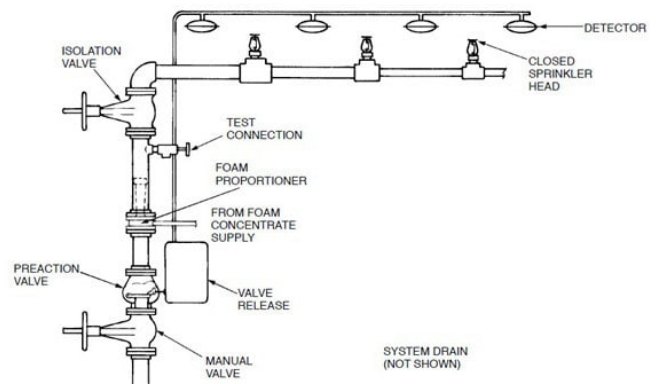 DETECTOR
ISOLATION
VALVE
CLOSED
SPRINKLER
HEAD
TEST
CONNECTION
FOAM
PROPORTIONER
FROM FOAM
CONCENTRATE
SUPPLY
PREACTION
VALVE
VALVE
RELEASE
MANUAL
VALVE
SYSTEM DRAIN
(NOT SHOWN)